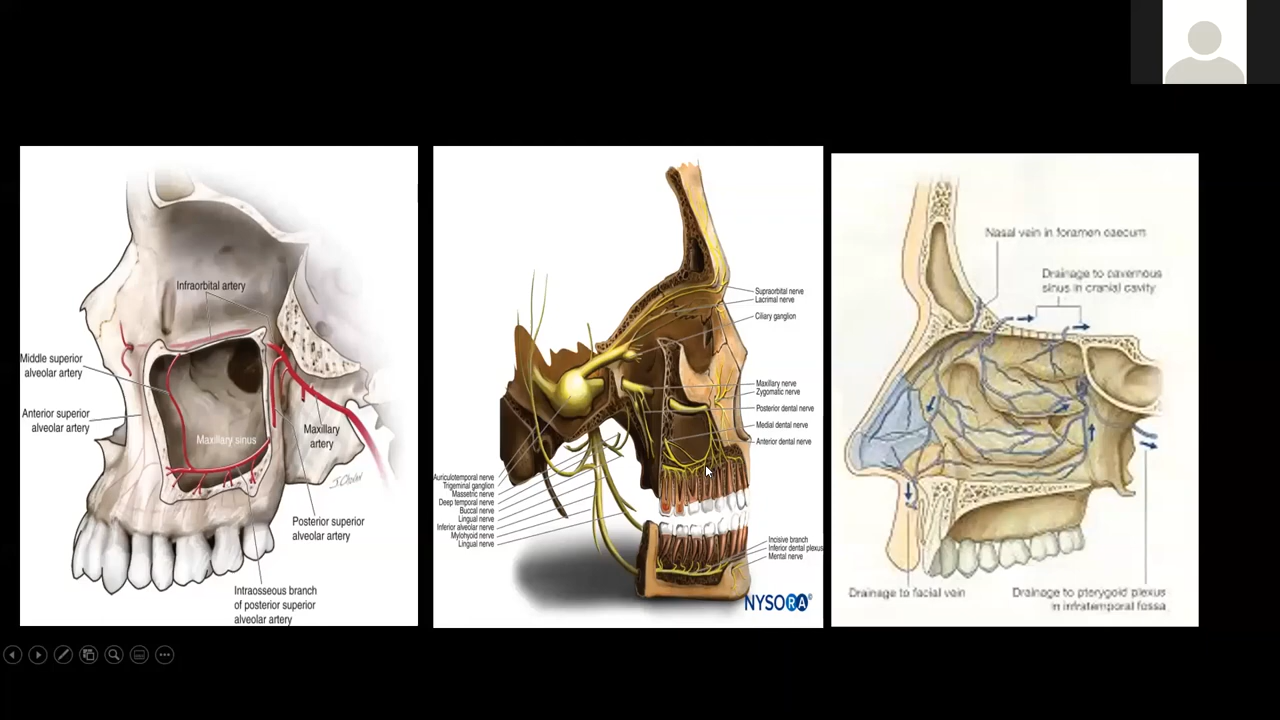 Infraorbital artery
Middle superior
alveolar artery
Anterior superior
alveolar artery
Maxillary sinus
Maxillary
artery
J.Chovan
Posterior superior
alveolar artery
Intraosseous branch
of posterior superior
alveolar artery
Supraorbital nerve
Lacrimal nerve
Ciliary ganglion
Maxillary nerve
Zygomatic nerve
Posterior dental nerve
Medial dental nerve
Anterior dental nerve
Auriculotemporal nerve
Trigeminal ganglion
Massetric nerve
Deep temporal nerve
Buccal nerve
Lingual nerve
Inferior alveolar nerve
Mylohyoid nerve
Lingual nerve
Incisive branch
Inferior dental plexus
Mental nerve
NYSORA
Nasal vein in foramen caecum
Drainage to cavernous
sinus in cranial cavity
Drainage to facial vein
Drainage to pterygoid plexus
in infratemporal fossa